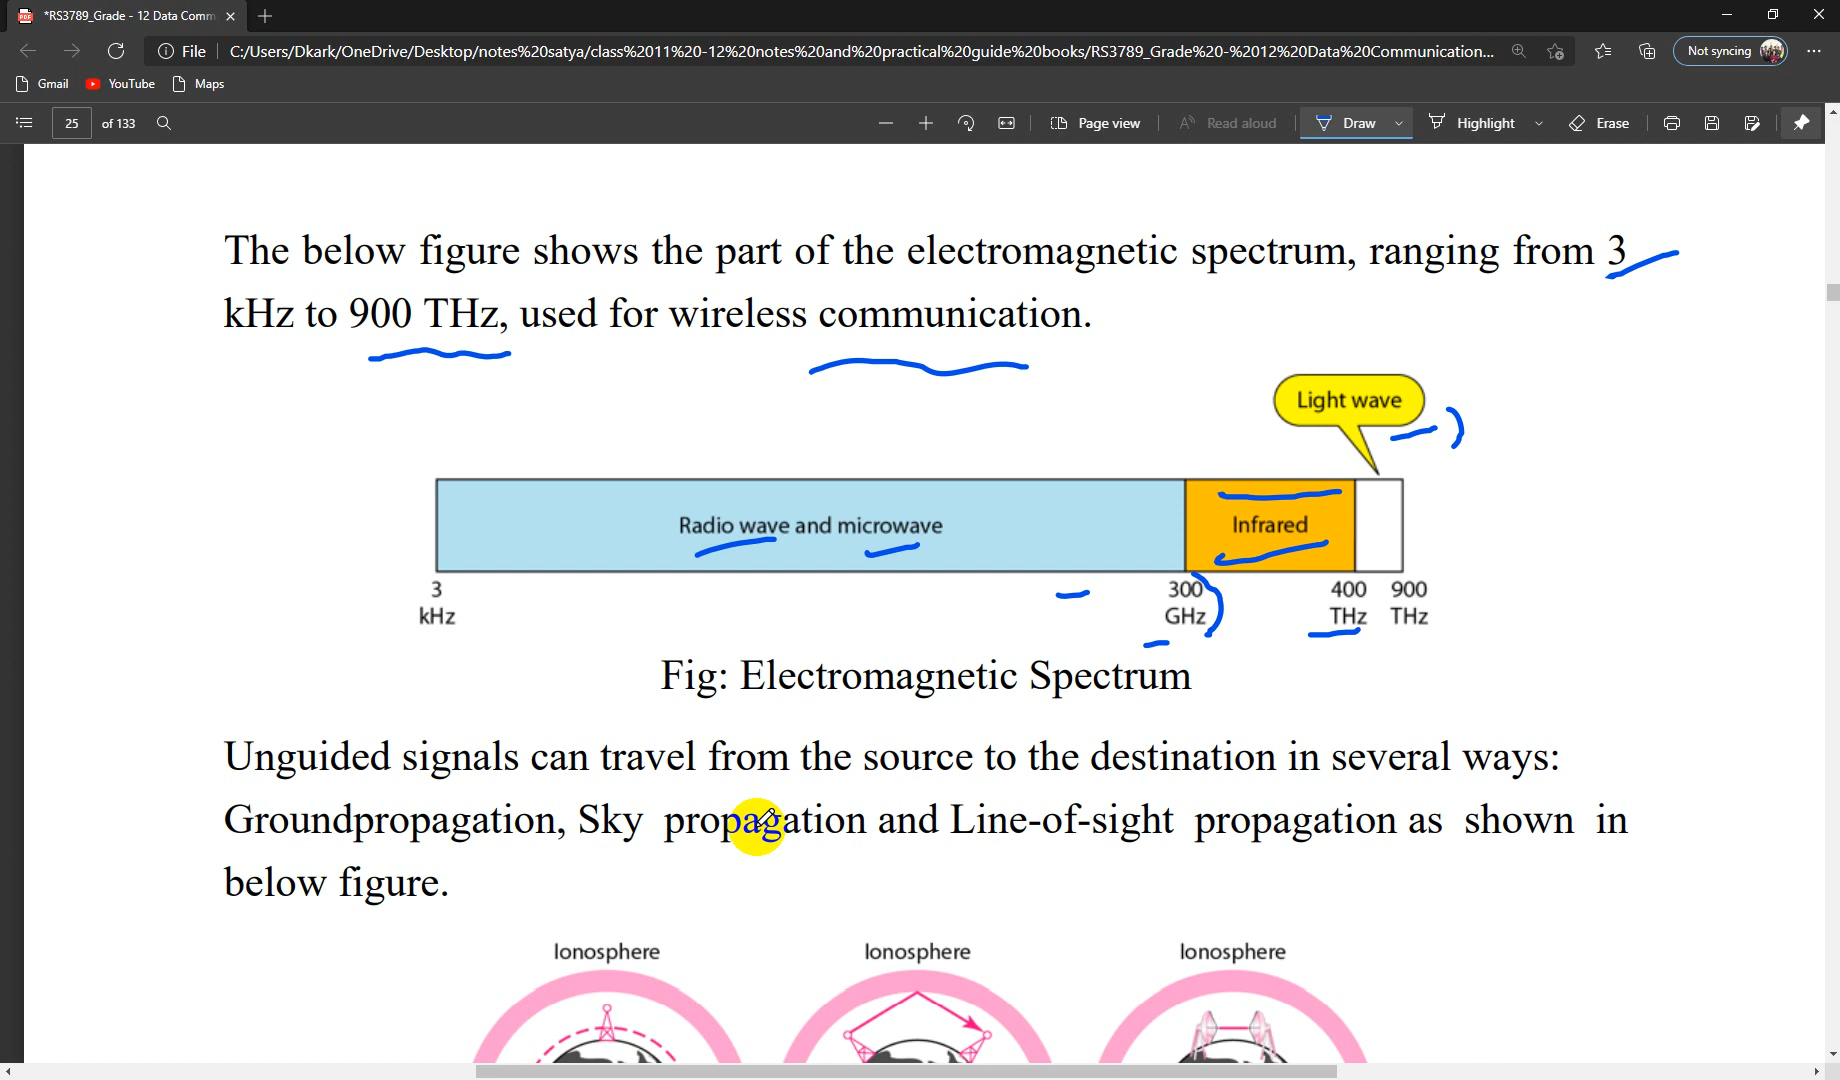 *RS3789_Grade - 12 Data Comm
File
C:/Users/Dkark/OneDrive/Desktop/notes%20satya/class%2011%20-12%20notes%20and%20practical%20guide%20books/RS3789_Grade%20-%2012%20Data%20Communication...
Not syncing
Gmail YouTube Maps
25 of 133
Page view
Read aloud
Draw
Highlight
Erase
The below figure shows the part of the electromagnetic spectrum, ranging from 3
kHz to 900 THz, used for wireless communication.
Light wave
Radio wave and microwave
Infrared
3
kHz
300
GHz
400
THz
900
THz
Fig: Electromagnetic Spectrum
Unguided signals can travel from the source to the destination in several ways:
Groundpropagation, Sky propagation and Line-of-sight propagation as shown in
below figure.
Ionosphere
Ionosphere
Ionosphere